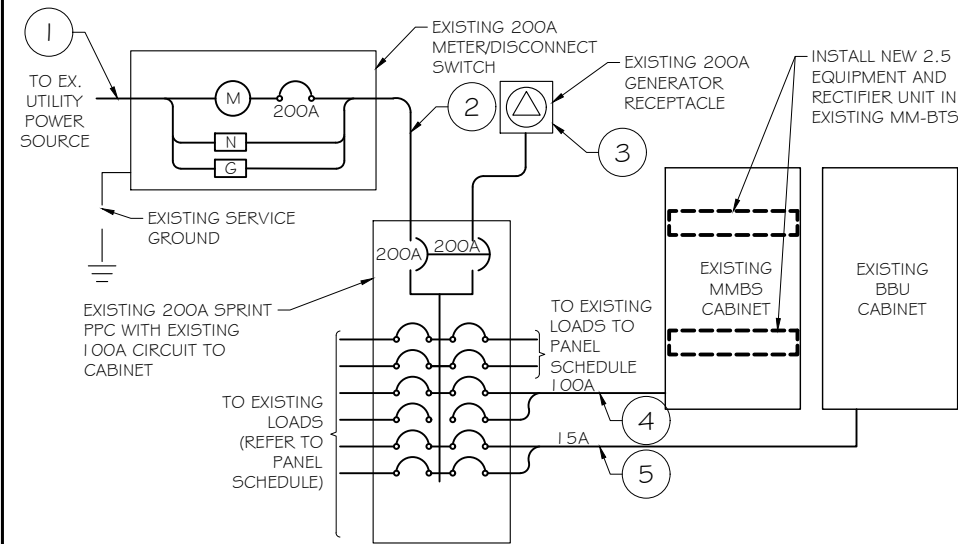 1
TO EX.
UTILITY
POWER
SOURCE
M
200A
N
G
EXISTING 200A
METER/DISCONNECT
SWITCH
2
EXISTING 200A
GENERATOR
RECEPTACLE
3
INSTALL NEW 2.5
EQUIPMENT AND
RECTIFIER UNIT IN
EXISTING MM-BTS
EXISTING SERVICE
GROUND
200A
200A
EXISTING 200A SPRINT
PPC WITH EXISTING
100A CIRCUIT TO
CABINET
TO EXISTING
LOADS TO
PANEL
SCHEDULE
EXISTING
MMBS
CABINET
EXISTING
BBU
CABINET
100A
4
TO EXISTING
LOADS
(REFER TO
PANEL
SCHEDULE)
15A
5